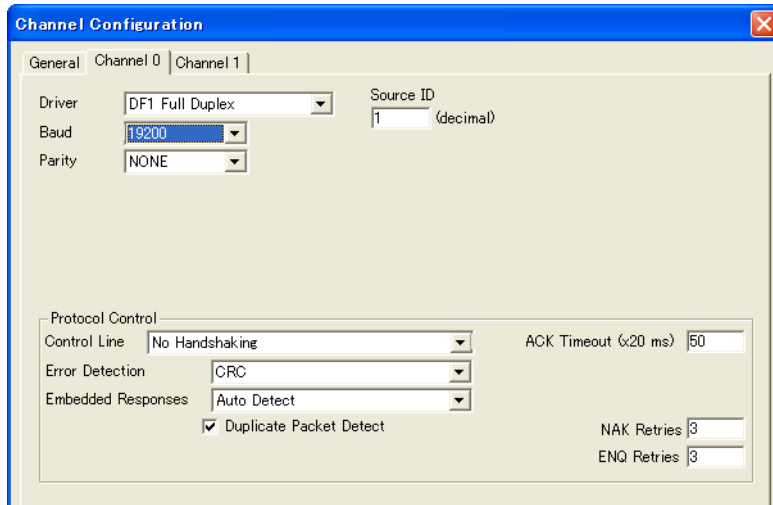 Channel Configuration
General Channel 0 Channel 1
Driver DF1 Full Duplex Source ID
1 (decimal)
Baud 19200
Parity NONE
Protocol Control
Control Line No Handshaking ACK Timeout (x20 ms) 50
Error Detection CRC
Embedded Responses Auto Detect
Duplicate Packet Detect NAK Retries 3
ENQ Retries 3